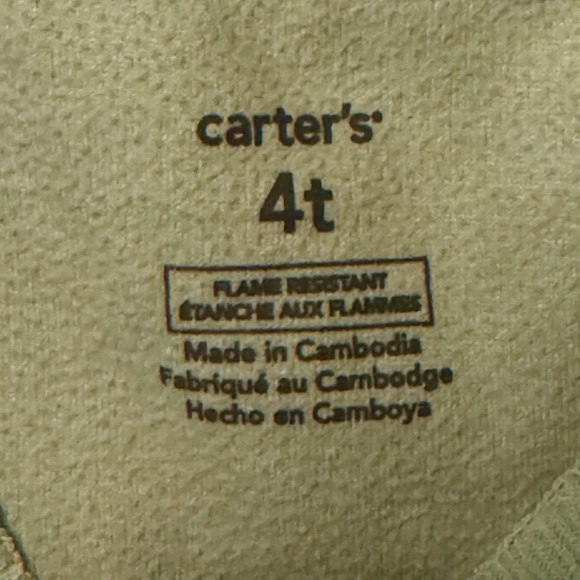 carter's
4t
FLAME RESISTANT
ÉTANCHE AUX FLAMMES
Made in Cambodia
Fabriqué au Cambodge
Hecho en Camboya